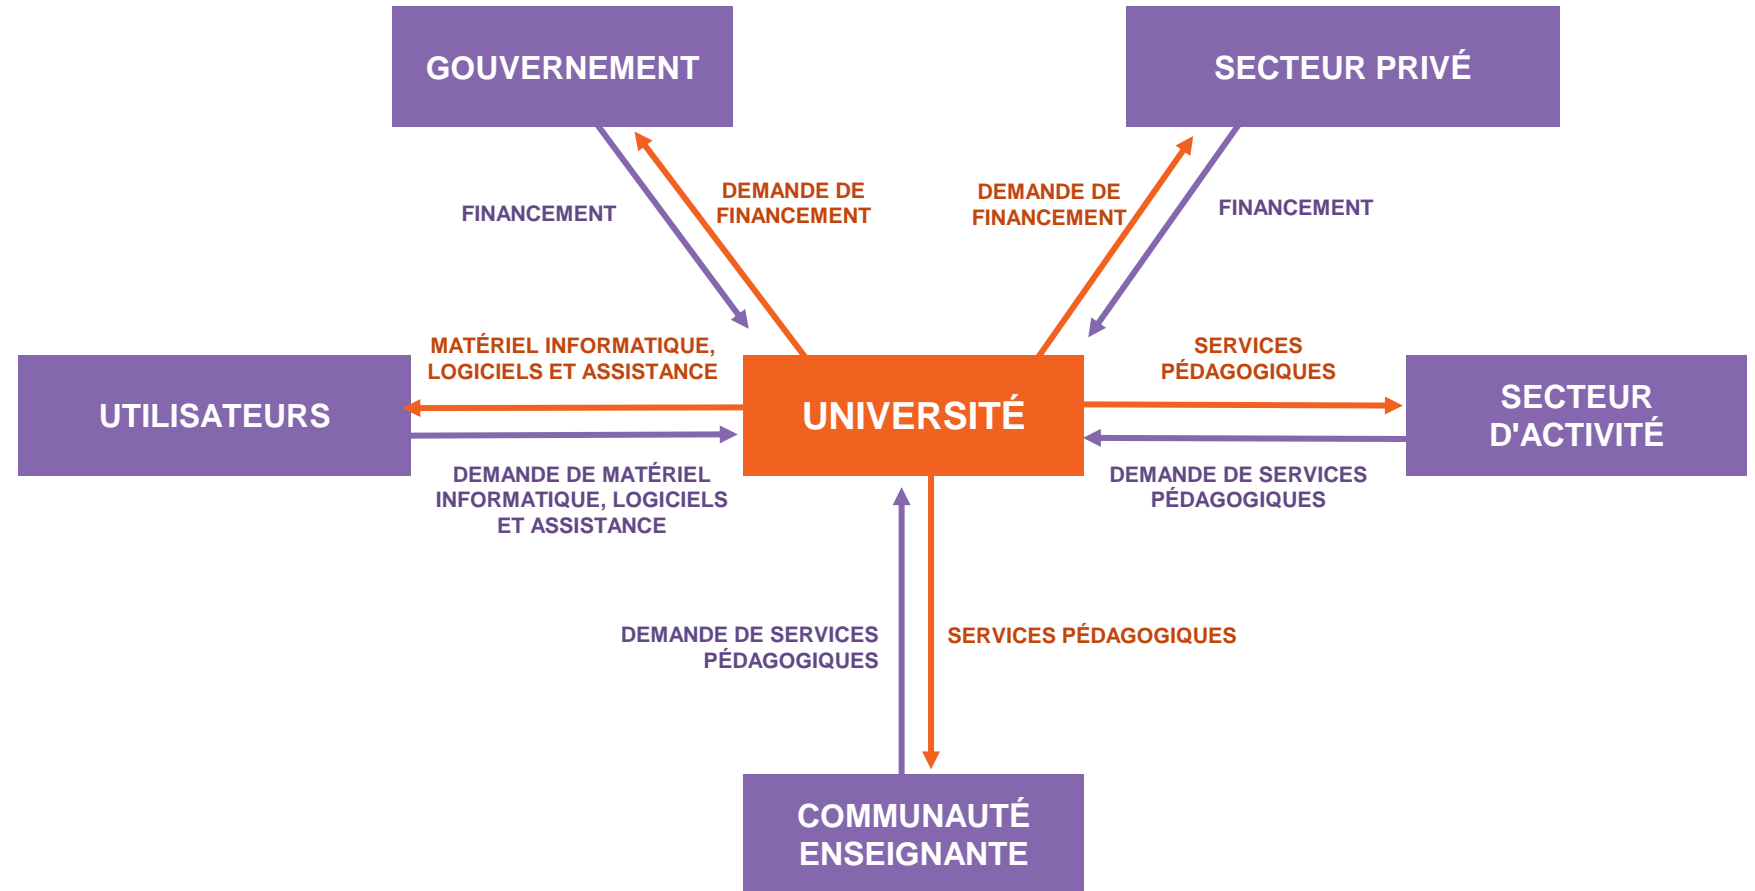 GOUVERNEMENT
SECTEUR PRIVÉ
FINANCEMENT
DEMANDE DE
FINANCEMENT
DEMANDE DE
FINANCEMENT
FINANCEMENT
MATÉRIEL INFORMATIQUE,
LOGICIELS ET ASSISTANCE
SERVICES
PÉDAGOGIQUES
UTILISATEURS
UNIVERSITÉ
SECTEUR
D'ACTIVITÉ
DEMANDE DE MATÉRIEL
INFORMATIQUE, LOGICIELS
ET ASSISTANCE
DEMANDE DE SERVICES
PÉDAGOGIQUES
DEMANDE DE SERVICES
PÉDAGOGIQUES
SERVICES PÉDAGOGIQUES
COMMUNAUTÉ
ENSEIGNANTE